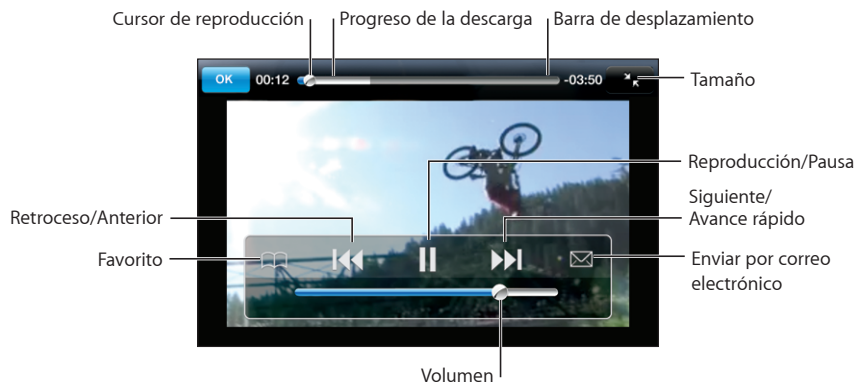 Cursor de reproducción
Progreso de la descarga
Barra de desplazamiento
OK
00:12
-03:50
Tamaño
Reproducción/Pausa
Siguiente/
Avance rápido
Retroceso/Anterior
Favorito
Enviar por correo
electrónico
Volumen